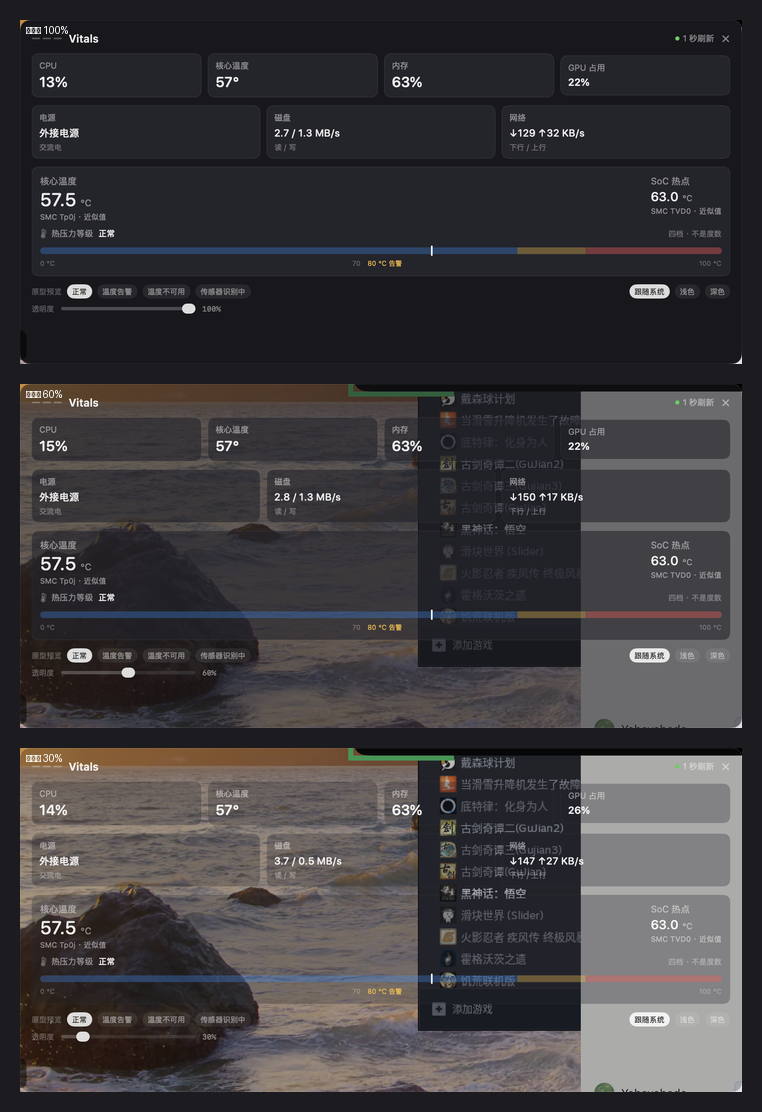 100%
Vitals
1 秒刷新 ×
CPU
13%
核心温度
57°
内存
63%
GPU 占用
22%
电源
外接电源
交流电
磁盘
2.7 / 1.3 MB/s
读 / 写
网络
↓129 ↑32 KB/s
下行 / 上行
核心温度
57.5 °C
SMC Tp0j · 近似值
SoC 热点
63.0 °C
SMC TVD0 · 近似值
热压力等级 正常
四档 · 不是度数
0 °C 70 80 °C 告警 100 °C
原型预览 正常 温度告警 温度不可用 传感器识别中 跟随系统 浅色 深色
透明度 100%
60%
Vitals
1 秒刷新 ×
CPU
15%
核心温度
57°
内存
63%
GPU 占用
22%
电源
外接电源
交流电
磁盘
2.8 / 1.3 MB/s
读 / 写
网络
↓150 ↑17 KB/s
下行 / 上行
核心温度
57.5 °C
SMC Tp0j · 近似值
SoC 热点
63.0 °C
SMC TVD0 · 近似值
热压力等级 正常
四档 · 不是度数
0 °C 70 80 °C 告警 100 °C
原型预览 正常 温度告警 温度不可用 传感器识别中 跟随系统 浅色 深色
透明度 60%
戴森球计划
当滑雪升降机发生了故障
底特律：化身为人
古剑奇谭二(GuJian2)
古剑奇谭三(GuJian3)
黑神话：悟空
滑块世界 (Slider)
火影忍者 疾风传 终极风暴
霍格沃茨之遗
饥荒联机版
添加游戏
30%
Vitals
1 秒刷新 ×
CPU
14%
核心温度
57°
内存
63%
GPU 占用
26%
电源
外接电源
交流电
磁盘
3.7 / 0.5 MB/s
读 / 写
网络
↓147 ↑27 KB/s
下行 / 上行
核心温度
57.5 °C
SMC Tp0j · 近似值
SoC 热点
63.0 °C
SMC TVD0 · 近似值
热压力等级 正常
四档 · 不是度数
0 °C 70 80 °C 告警 100 °C
原型预览 正常 温度告警 温度不可用 传感器识别中 跟随系统 浅色 深色
透明度 30%
戴森球计划
当滑雪升降机发生了故障
底特律：化身为人
古剑奇谭二(GuJian2)
古剑奇谭三(GuJian3)
古剑奇谭(GuJian)
黑神话：悟空
滑块世界 (Slider)
火影忍者 疾风传 终极风暴
霍格沃茨之遗
饥荒联机版
添加游戏